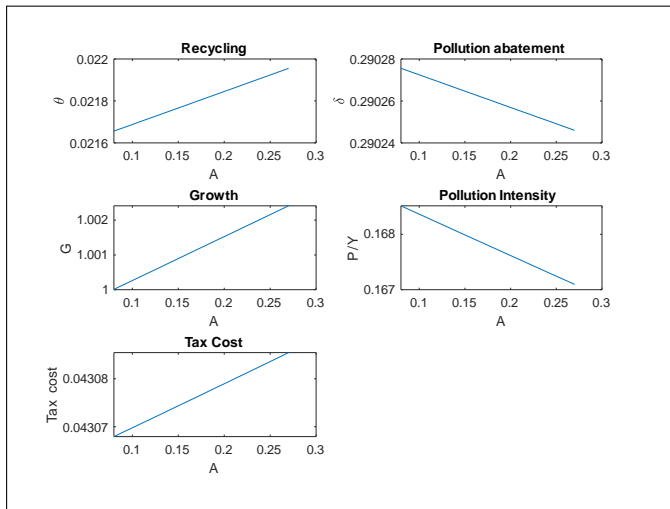 Recycling
0.022
0.0218
0.0216
θ
0.1 0.15 0.2 0.25 0.3
A
Pollution abatement
0.29028
0.29026
0.29024
δ
0.1 0.15 0.2 0.25 0.3
A
Growth
1.002
1.001
1
G
0.1 0.15 0.2 0.25 0.3
A
Pollution Intensity
0.168
0.167
P/Y
0.1 0.15 0.2 0.25 0.3
A
Tax Cost
0.04308
0.04307
Tax cost
0.1 0.15 0.2 0.25 0.3
A